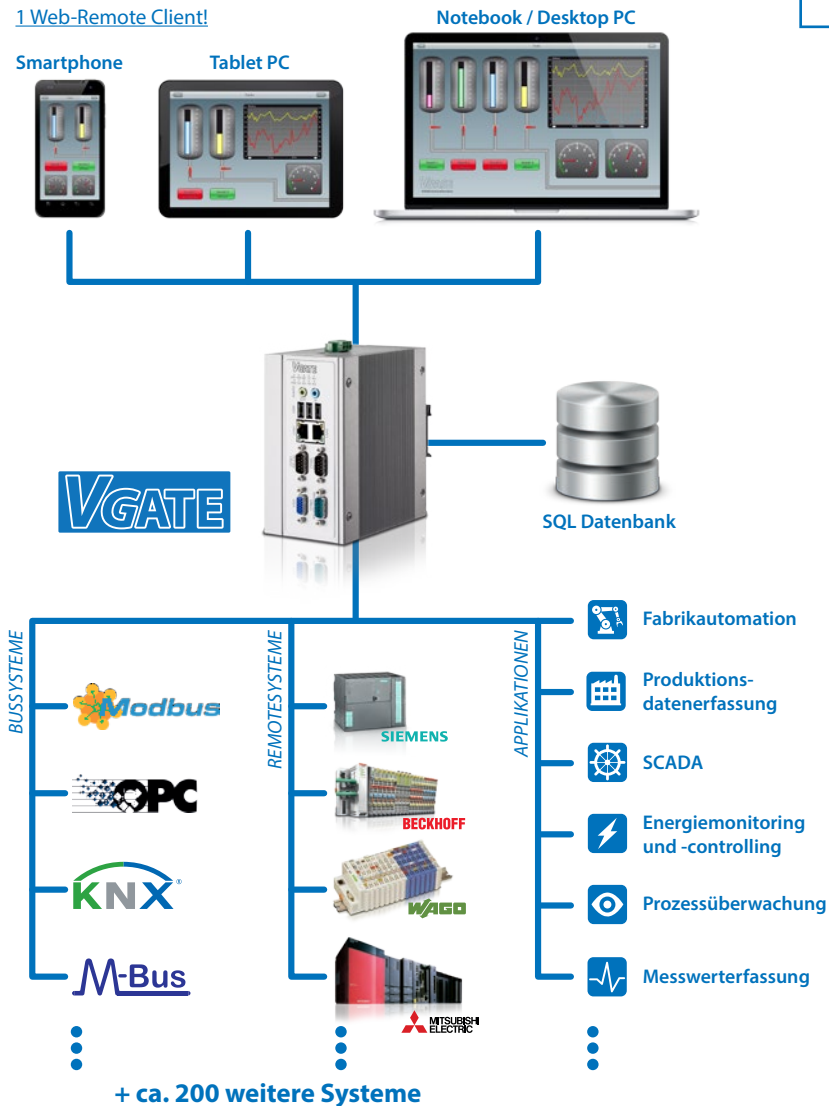 1 Web-Remote Client!
Notebook / Desktop PC
Smartphone
Tablet PC
VGATE
VGATE
VGATE
SQL Datenbank
BUSSYSTEME
REMOTESYSTEME
APPLIKATIONEN
Modbus
OPC
KNX®
M-Bus
SIEMENS
BECKHOFF
WAGO
MITSUBISHI
ELECTRIC
Fabrikautomation
Produktions-
datenerfassung
SCADA
Energiemonitoring
und -controlling
Prozessüberwachung
Messwerterfassung
+ ca. 200 weitere Systeme